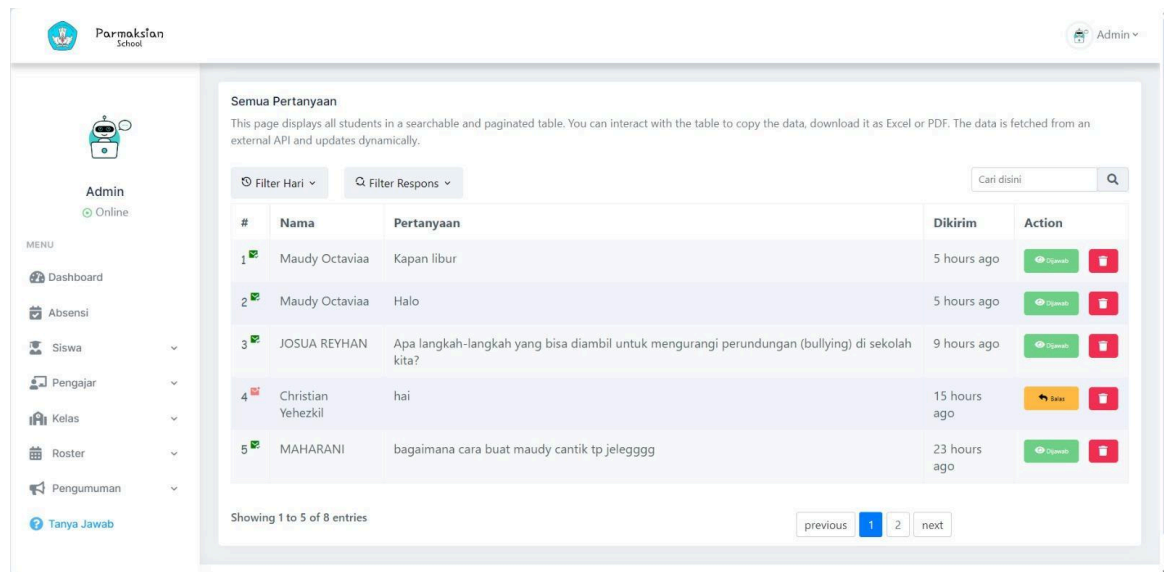 Parmaksian
School
Admin
Admin
Online
MENU
Dashboard
Absensi
Siswa
Pengajar
Kelas
Roster
Pengumuman
Tanya Jawab
Semua Pertanyaan
This page displays all students in a searchable and paginated table. You can interact with the table to copy the data, download it as Excel or PDF. The data is fetched from an
external API and updates dynamically.
Filter Hari
Filter Respons
Cari disini
# Nama Pertanyaan Dikirim Action
1 Maudy Octaviaa Kapan libur 5 hours ago Dijawab
2 Maudy Octaviaa Halo 5 hours ago Dijawab
3 JOSUA REYHAN Apa langkah-langkah yang bisa diambil untuk mengurangi perundungan (bullying) di sekolah 9 hours ago Dijawab
kita?
4 Christian hai 15 hours Balas
Yehezkil ago
5 MAHARANI bagaimana cara buat maudy cantik tp jelegggg 23 hours Dijawab
ago
Showing 1 to 5 of 8 entries
previous 1 2 next